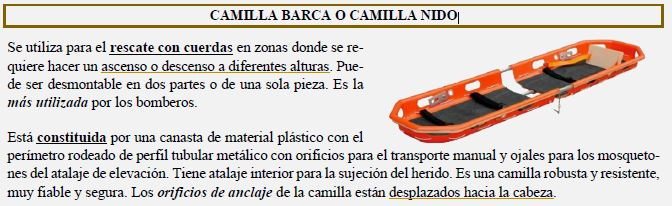 CAMILLA BARCA O CAMILLA NIDO
Se utiliza para el rescate con cuerdas en zonas donde se re-
quiere hacer un ascenso o descenso a diferentes alturas. Pue-
de ser desmontable en dos partes o de una sola pieza. Es la
más utilizada por los bomberos.
Está constituida por una canasta de material plástico con el
perímetro rodeado de perfil tubular metálico con orificios para el transporte manual y ojales para los mosqueto-
nes del atalaje de elevación. Tiene atalaje interior para la sujeción del herido. Es una camilla robusta y resistente,
muy fiable y segura. Los orificios de anclaje de la camilla están desplazados hacia la cabeza.